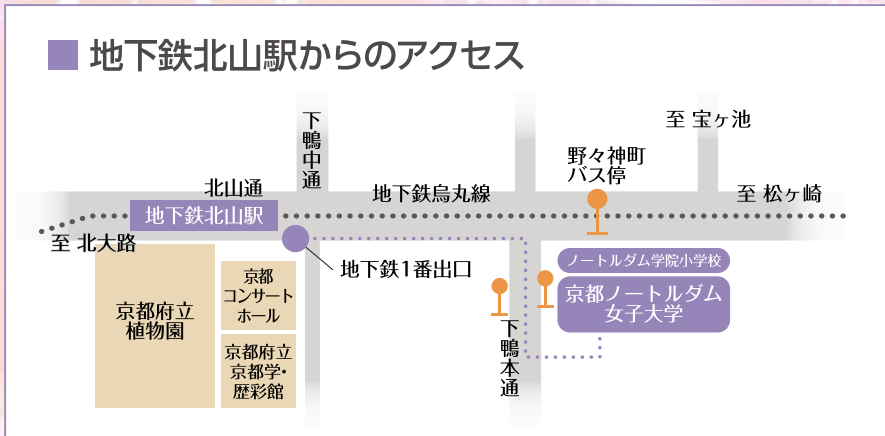 地下鉄北山駅からのアクセス
至 宝ヶ池
下鴨中通
野々神町
バス停
北山通
地下鉄烏丸線
至 松ヶ崎
地下鉄北山駅
至 北大路
地下鉄1番出口
ノートルダム学院小学校
京都ノートルダム
女子大学
京都
コンサート
ホール
京都府立
植物園
下鴨本通
京都府立
京都学・
歴彩館